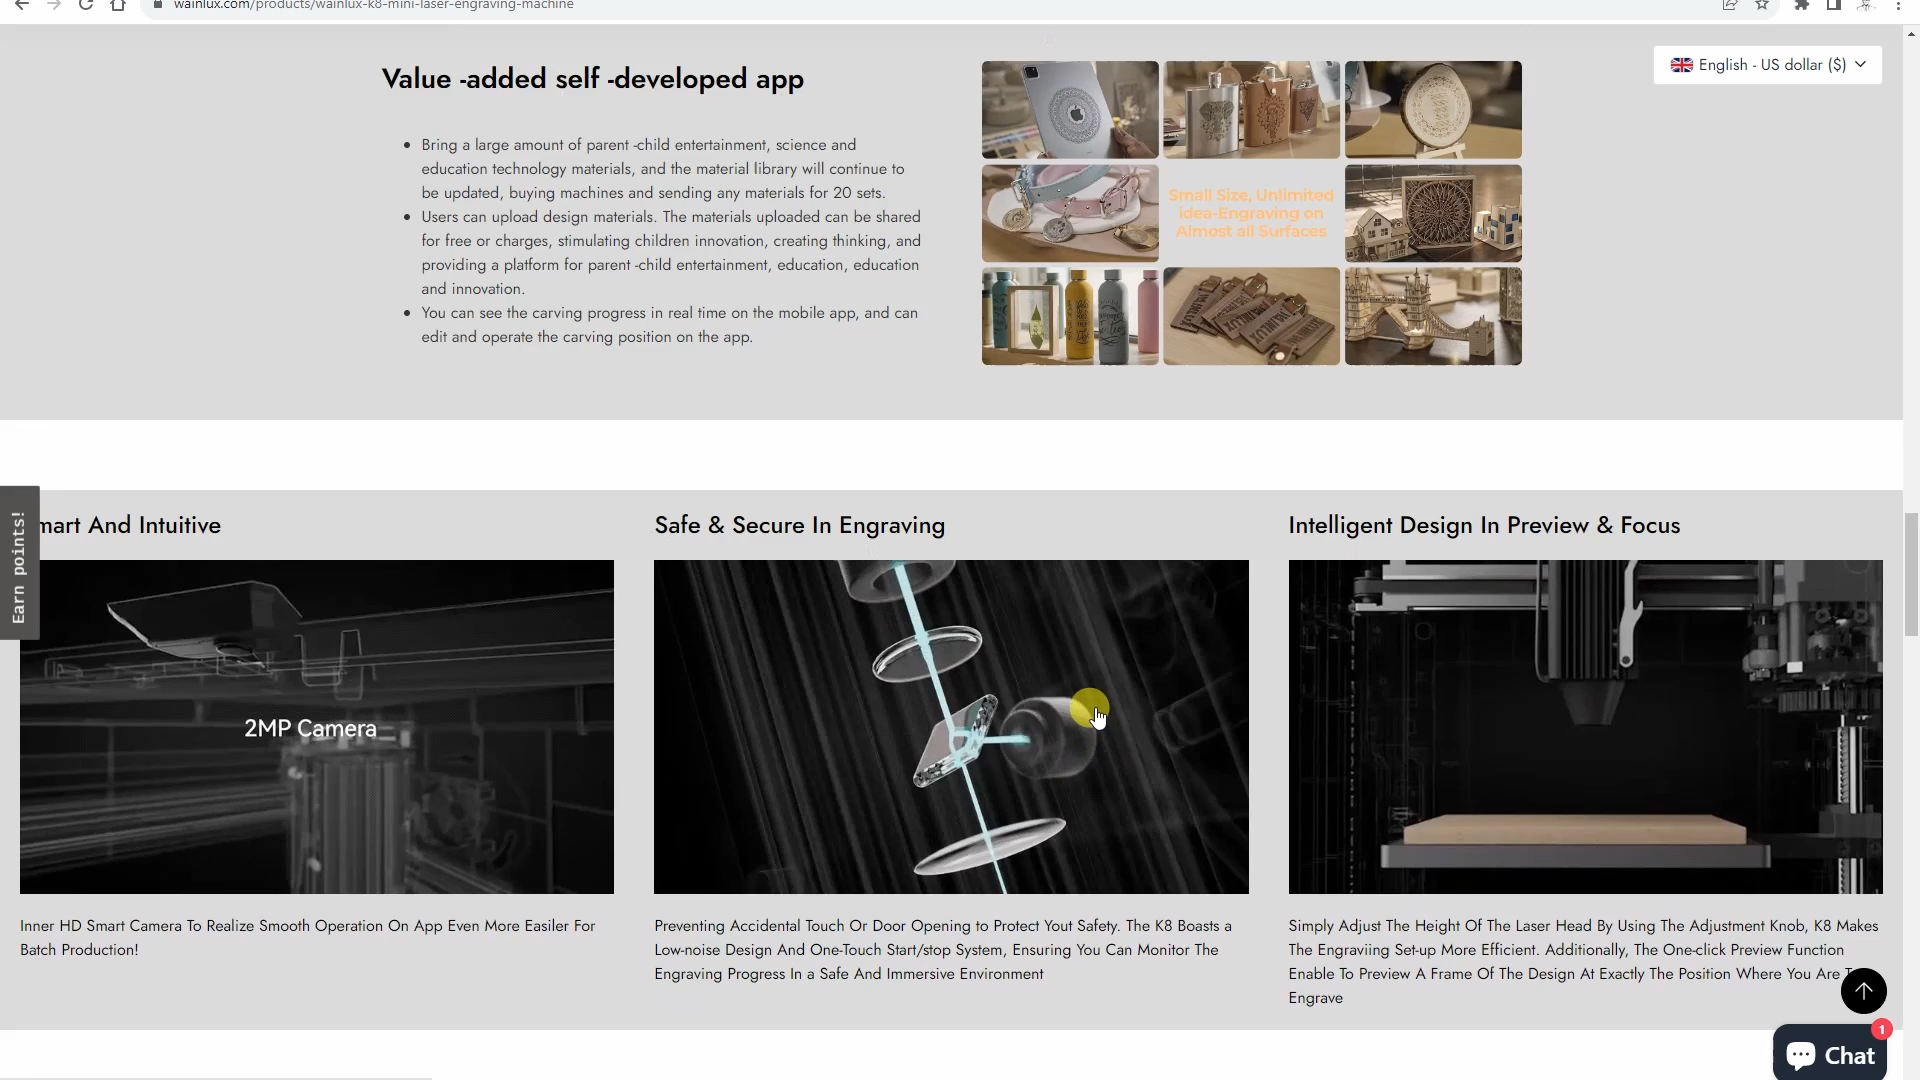 wainlux.com/products/wainlux-k8-mini-laser-engraving-machine
English - US dollar ($)
Value -added self -developed app
Bring a large amount of parent -child entertainment, science and
education technology materials, and the material library will continue to
be updated, buying machines and sending any materials for 20 sets.
Users can upload design materials. The materials uploaded can be shared
for free or charges, stimulating children innovation, creating thinking, and
providing a platform for parent -child entertainment, education, education
and innovation.
You can see the carving progress in real time on the mobile app, and can
edit and operate the carving position on the app.
Small Size, Unlimited
idea-Engraving on
Almost all Surfaces
Earn points!
mart And Intuitive
2MP Camera
Inner HD Smart Camera To Realize Smooth Operation On App Even More Easiler For
Batch Production!
Safe & Secure In Engraving
Preventing Accidental Touch Or Door Opening to Protect Yout Safety. The K8 Boasts a
Low-noise Design And One-Touch Start/stop System, Ensuring You Can Monitor The
Engraving Progress In a Safe And Immersive Environment
Intelligent Design In Preview & Focus
Simply Adjust The Height Of The Laser Head By Using The Adjustment Knob, K8 Makes
The Engraviing Set-up More Efficient. Additionally, The One-click Preview Function
Enable To Preview A Frame Of The Design At Exactly The Position Where You Are
Engrave
1
Chat